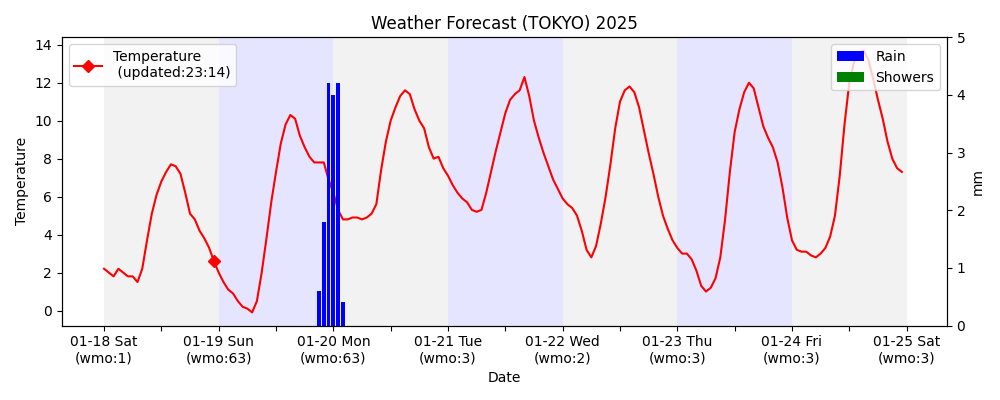 Weather Forecast (TOKYO) 2025
Temperature
(updated:23:14)
Rain
Showers
Temperature
14
12
10
8
6
4
2
0
5
4
3
2
1
0
mm
01-18 Sat
(wmo:1)
01-19 Sun
(wmo:63)
01-20 Mon
(wmo:63)
01-21 Tue
(wmo:3)
01-22 Wed
(wmo:2)
01-23 Thu
(wmo:3)
01-24 Fri
(wmo:3)
01-25 Sat
(wmo:3)
Date